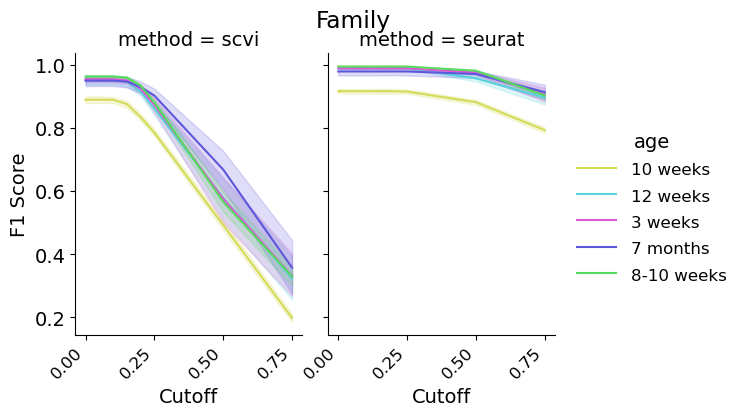 Family
method = scvi
method = seurat
F1 Score
1.0
0.8
0.6
0.4
0.2
0.00
0.25
0.50
0.75
Cutoff
0.00
0.25
0.50
0.75
Cutoff
age
10 weeks
12 weeks
3 weeks
7 months
8-10 weeks